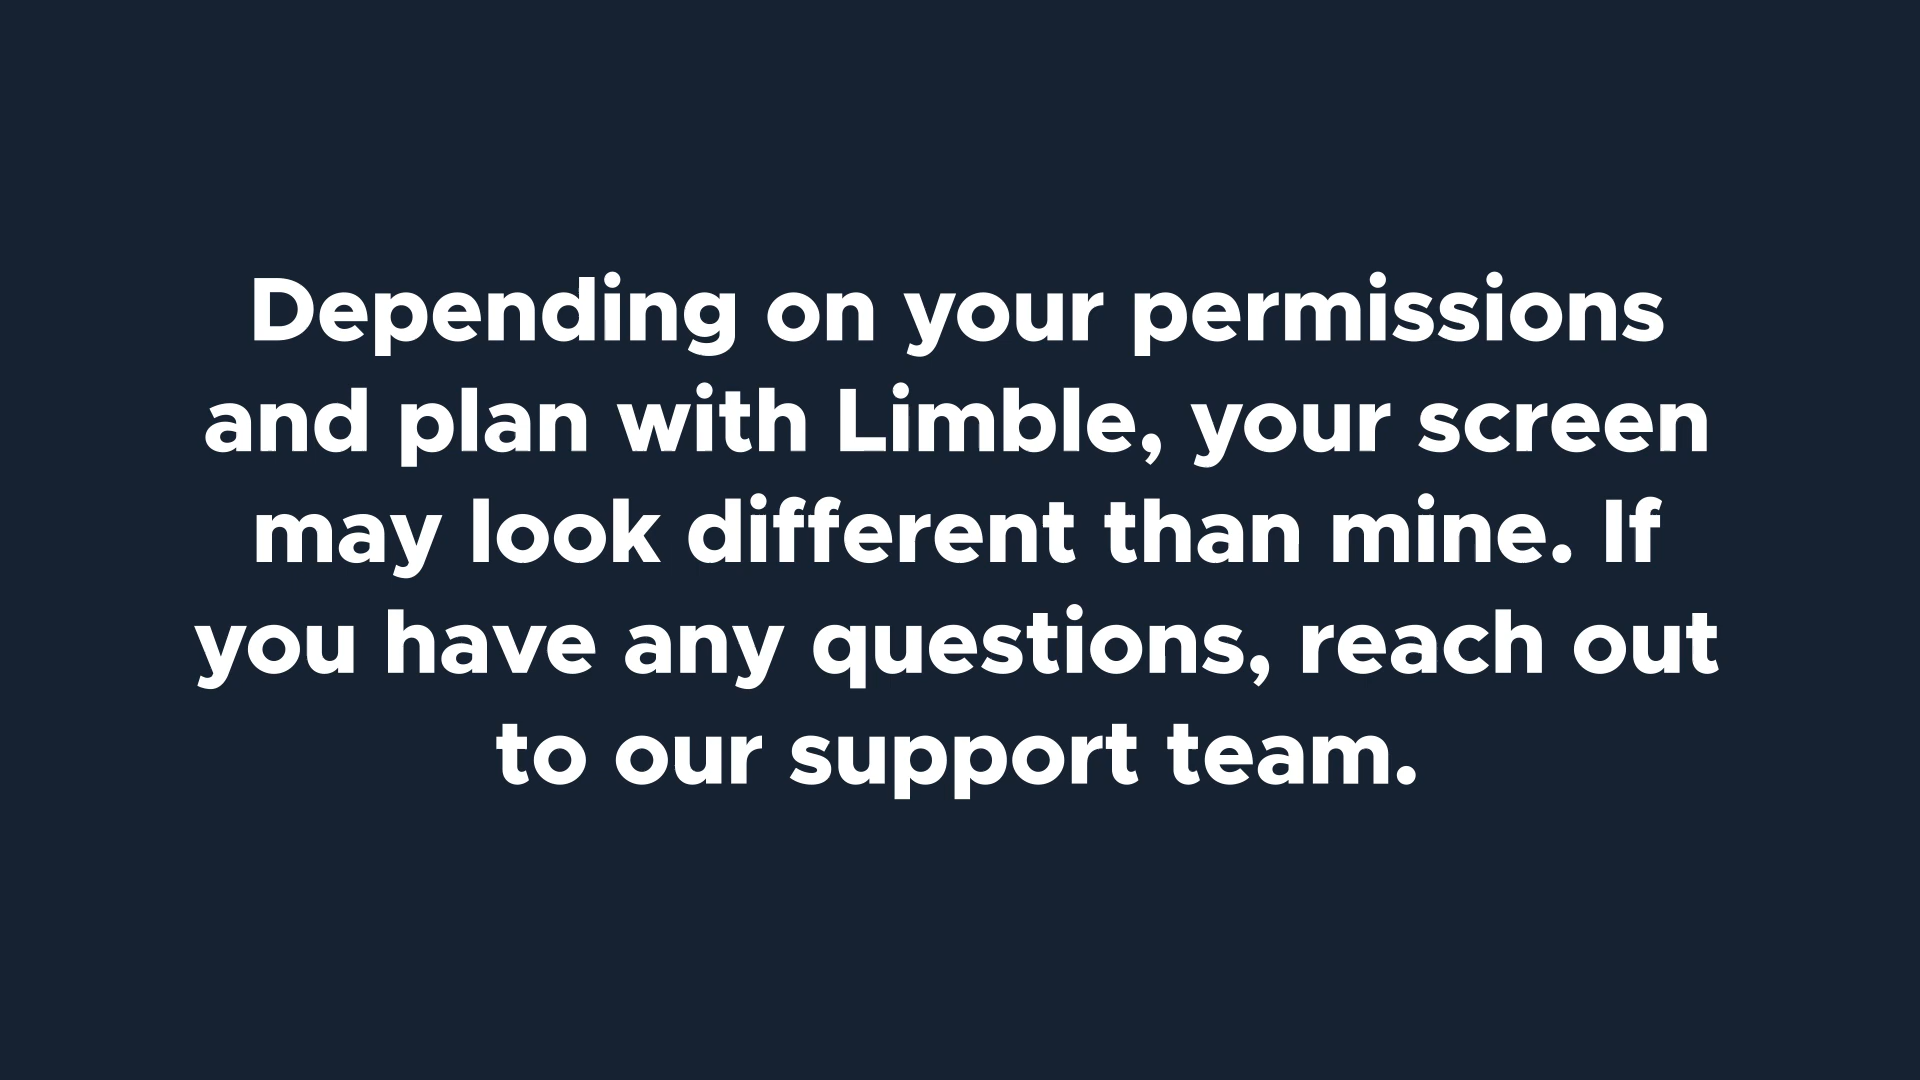 Depending on your permissions
and plan with Limble, your screen
may look different than mine. If
you have any questions, reach out
to our support team.